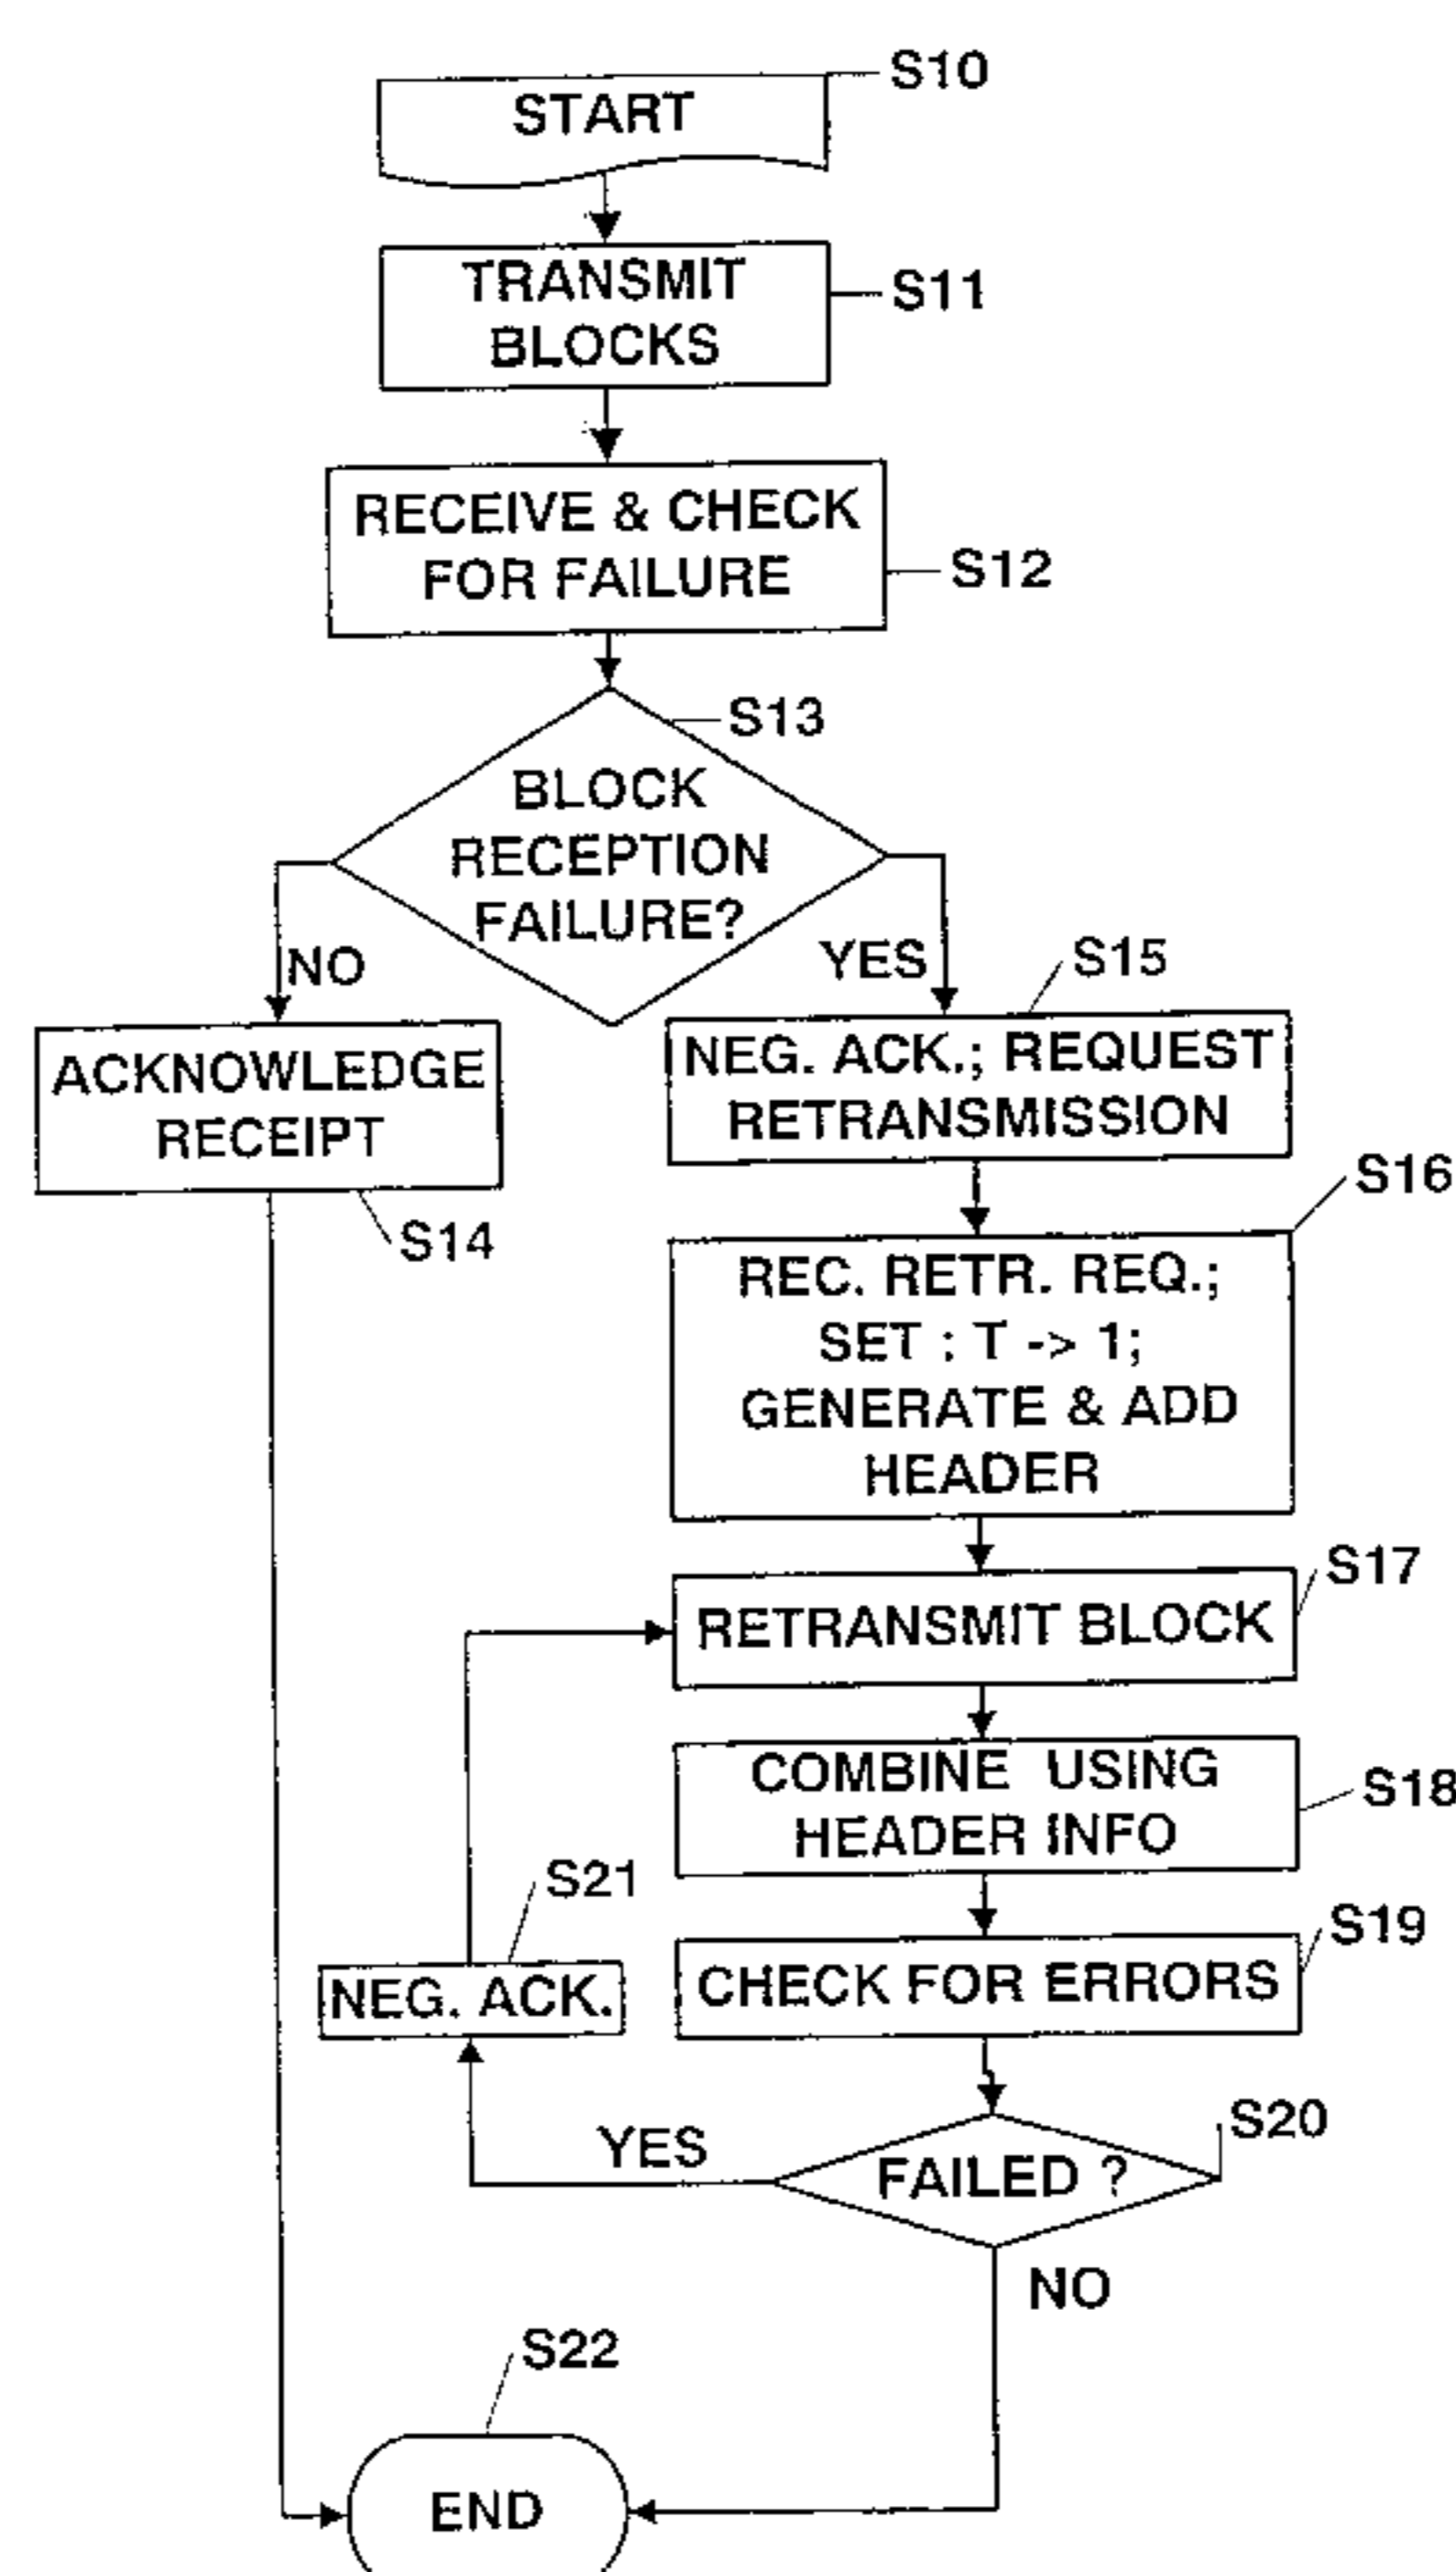 S10
START
TRANSMIT
BLOCKS
S11
RECEIVE & CHECK
FOR FAILURE
S12
S13
BLOCK
RECEPTION
FAILURE?
NO
YES
S15
ACKNOWLEDGE
RECEIPT
S14
NEG. ACK.; REQUEST
RETRANSMISSION
S16
REC. RETR. REQ.;
SET : T -> 1;
GENERATE & ADD
HEADER
S17
RETRANSMIT BLOCK
COMBINE USING
HEADER INFO
S18
S21
NEG. ACK.
S19
CHECK FOR ERRORS
S20
FAILED ?
YES
NO
S22
END